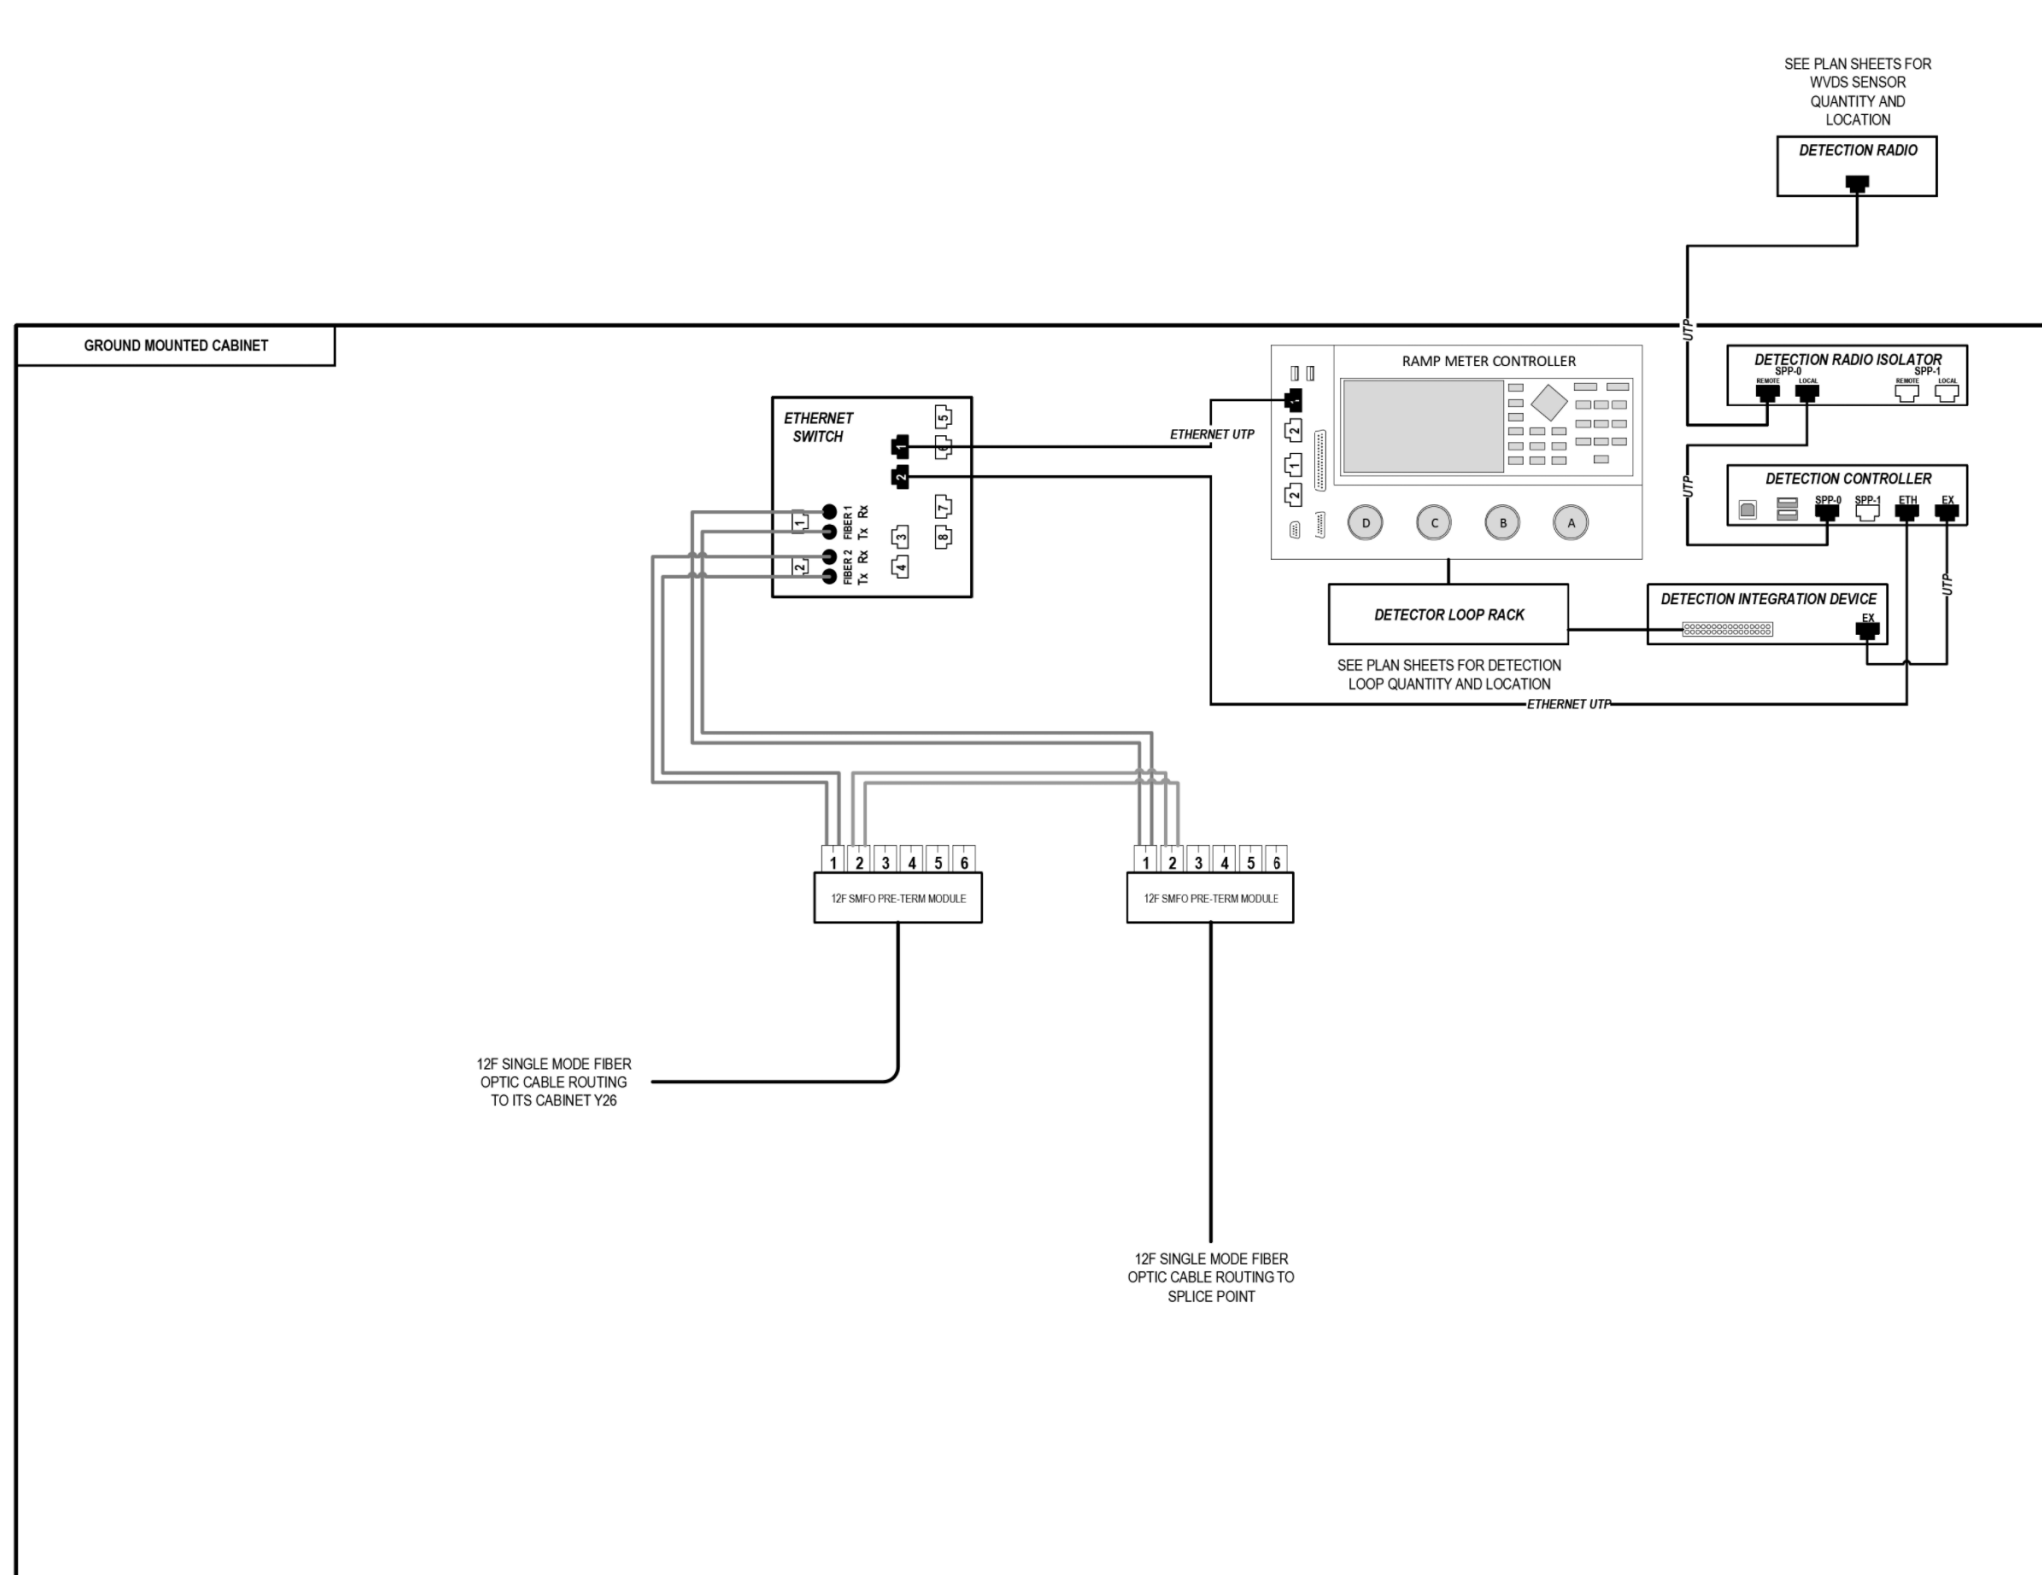 SEE PLAN SHEETS FOR
WVDS SENSOR
QUANTITY AND
LOCATION
DETECTION RADIO
GROUND MOUNTED CABINET
UTP
RAMP METER CONTROLLER
1
2
1
2
D
C
B
A
DETECTION RADIO ISOLATOR
SPP-0
SPP-1
REMOTE
LOCAL
REMOTE
LOCAL
ETHERNET
SWITCH
5
1
6
2
7
3
8
4
1
FIBER 1
Rx
Tx
2
FIBER 2
Rx
Tx
ETHERNET UTP
UTP
DETECTION CONTROLLER
SPP-0
SPP-1
ETH
EX
UTP
DETECTOR LOOP RACK
SEE PLAN SHEETS FOR DETECTION
LOOP QUANTITY AND LOCATION
DETECTION INTEGRATION DEVICE
EX
ETHERNET UTP
1 2 3 4 5 6
12F SMFO PRE-TERM MODULE
1 2 3 4 5 6
12F SMFO PRE-TERM MODULE
12F SINGLE MODE FIBER
OPTIC CABLE ROUTING
TO ITS CABINET Y26
12F SINGLE MODE FIBER
OPTIC CABLE ROUTING TO
SPLICE POINT